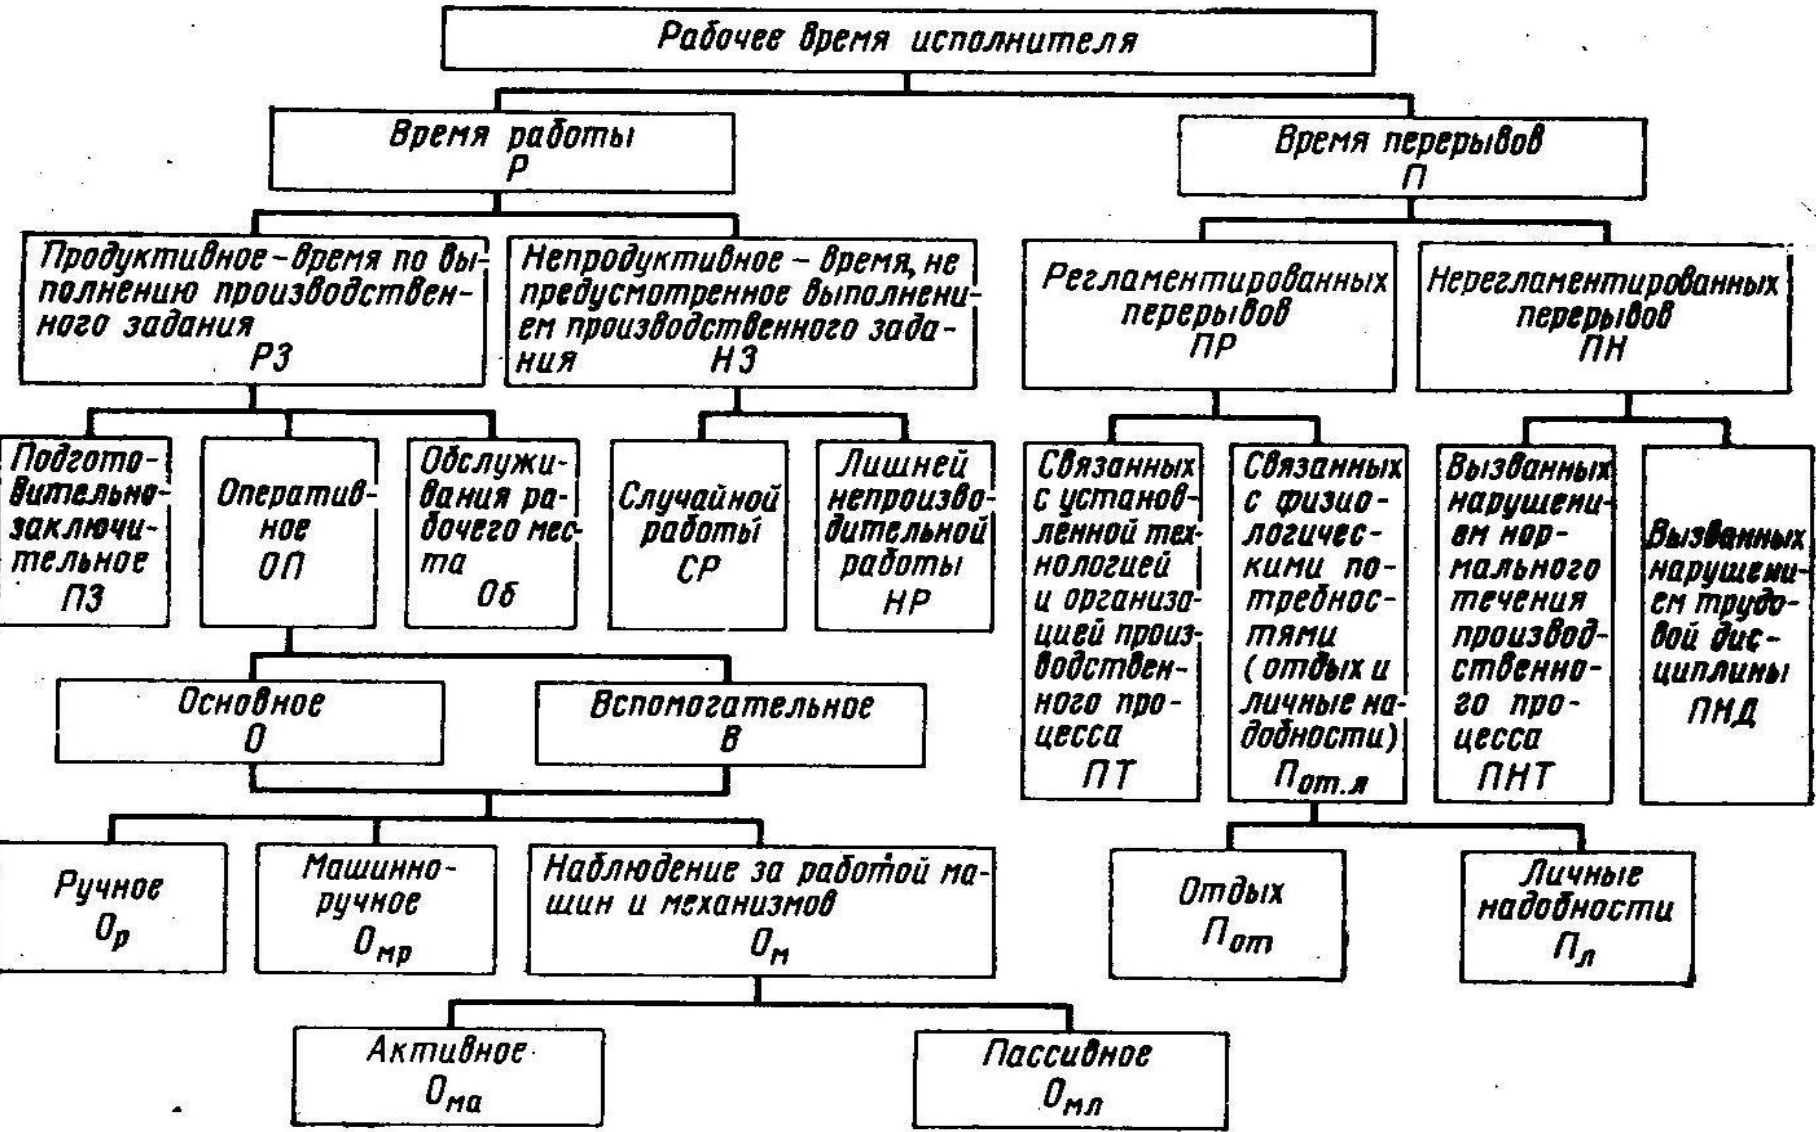 Рабочее время исполнителя
Время работы
Р
Время перерывов
П
Продуктивное – время по вы-
полнению производствен-
ного задания
РЗ
Непродуктивное – время, не
предусмотренное выполнени-
ем производственного зада-
ния НЗ
Регламентированных
перерывов
ПР
Нерегламентированных
перерывов
ПН
Подгото-
вительно-
заключи-
тельное
ПЗ
Оператив-
ное
ОП
Обслужи-
вания ра-
бочего мес-
та
Об
Случайной
работы
СР
Лишней
непроизво-
дительной
работы
НР
Связанных
с установ-
ленной тех-
нологией
и организа-
цией произ-
водствен-
ного про-
цесса
ПТ
Связанных
с физио-
логичес-
кими по-
требнос-
тями
(отдых и
личные на-
добности)
Пот.л
Вызванных
нарушени-
ем нор-
мального
течения
производ-
ственно-
го про-
цесса
ПНТ
Вызванных
нарушени-
ем трудо-
вой дис-
циплины
ПНД
Основное
О
Вспомогательное
В
Ручное
Ор
Машинно-
ручное
Омр
Наблюдение за работой ма-
шин и механизмов
Ом
Отдых
Пот
Личные
надобности
Пл
Активное
Ома
Пассивное
Омп